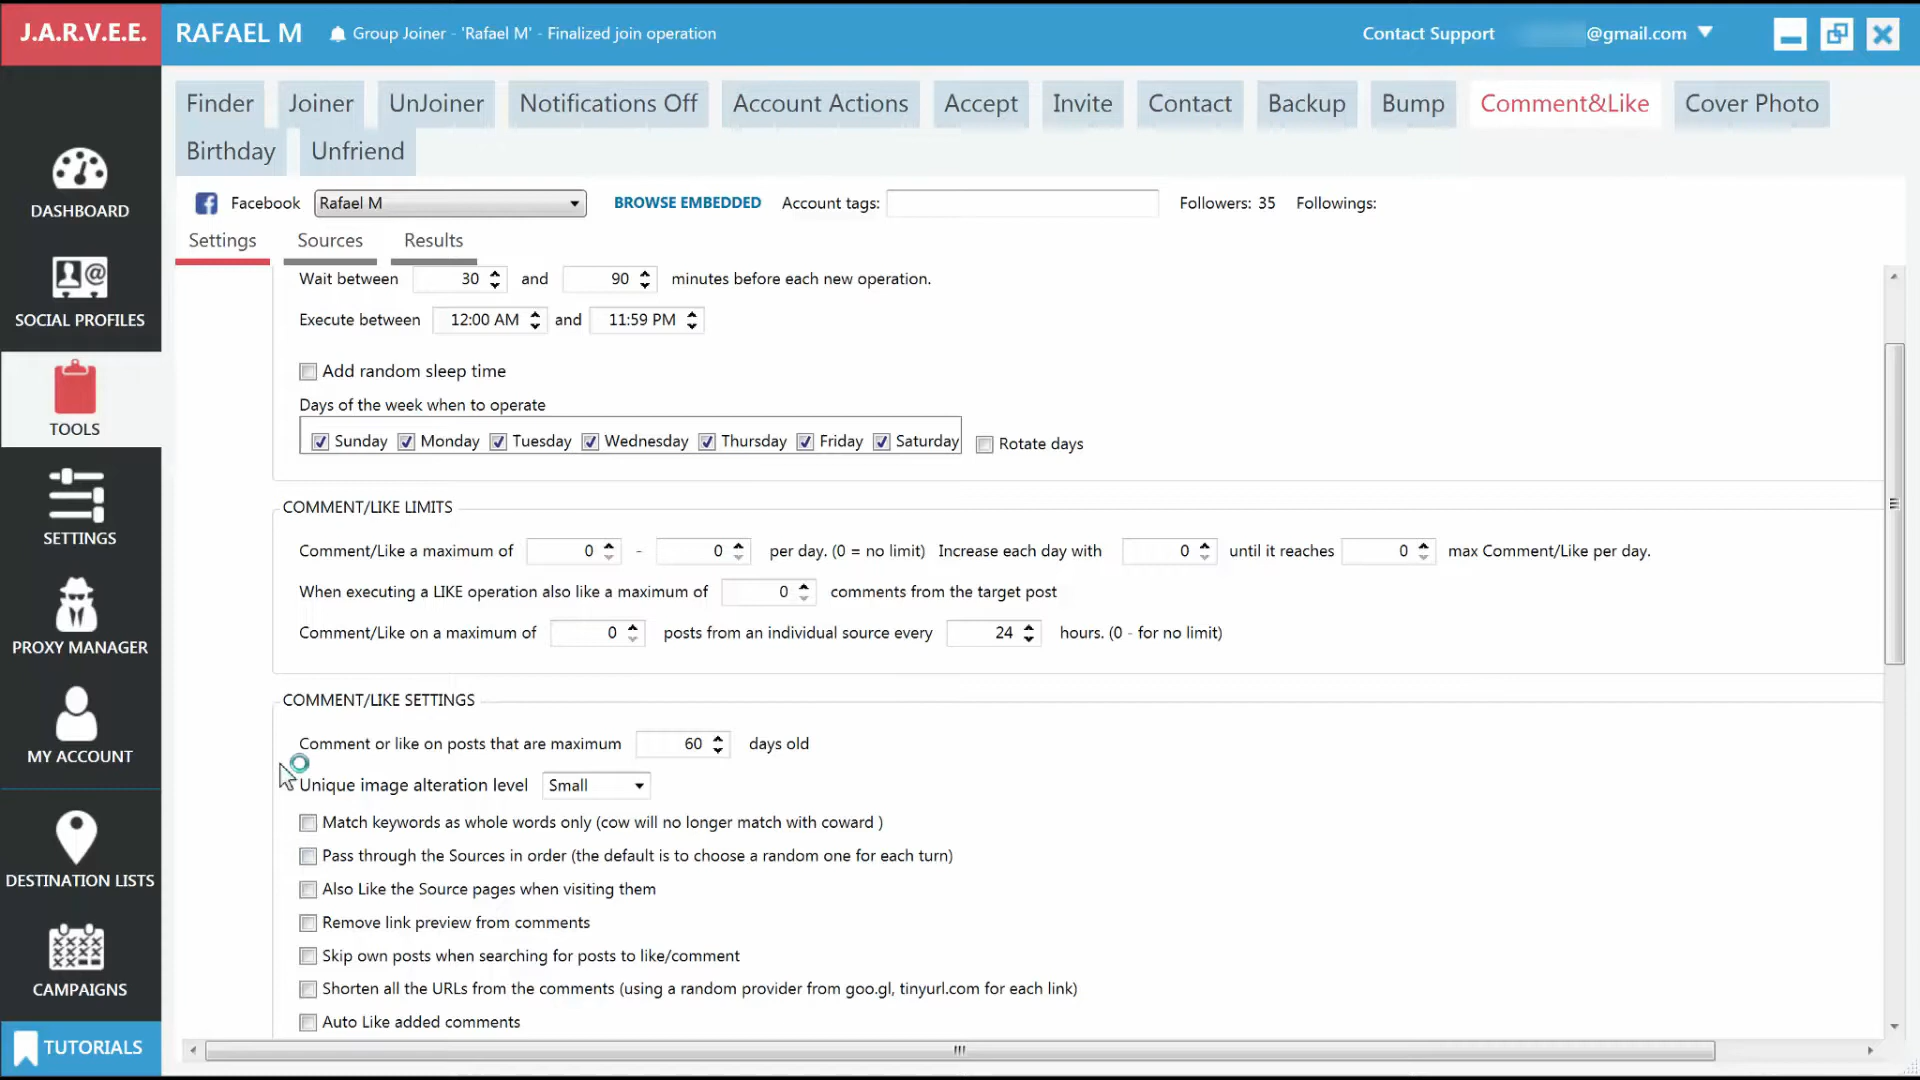 J.A.R.V.E.E. RAFAEL M Group Joiner - 'Rafael M' - Finalized join operation Contact Support @gmail.com
Finder Joiner UnJoiner Notifications Off Account Actions Accept Invite Contact Backup Bump Comment&Like Cover Photo
Birthday Unfriend
Facebook Rafael M BROWSE EMBEDDED Account tags: Followers: 35 Followings:
Settings Sources Results
Wait between 30 and 90 minutes before each new operation.
Execute between 12:00 AM and 11:59 PM
Add random sleep time
Days of the week when to operate
Sunday Monday Tuesday Wednesday Thursday Friday Saturday Rotate days
COMMENT/LIKE LIMITS
Comment/Like a maximum of 0 - 0 per day. (0 = no limit) Increase each day with 0 until it reaches 0 max Comment/Like per day.
When executing a LIKE operation also like a maximum of 0 comments from the target post
Comment/Like on a maximum of 0 posts from an individual source every 24 hours. (0 - for no limit)
COMMENT/LIKE SETTINGS
Comment or like on posts that are maximum 60 days old
Unique image alteration level Small
Match keywords as whole words only (cow will no longer match with coward )
Pass through the Sources in order (the default is to choose a random one for each turn)
Also Like the Source pages when visiting them
Remove link preview from comments
Skip own posts when searching for posts to like/comment
Shorten all the URLs from the comments (using a random provider from goo.gl, tinyurl.com for each link)
Auto Like added comments
DASHBOARD
SOCIAL PROFILES
TOOLS
SETTINGS
PROXY MANAGER
MY ACCOUNT
DESTINATION LISTS
CAMPAIGNS
TUTORIALS